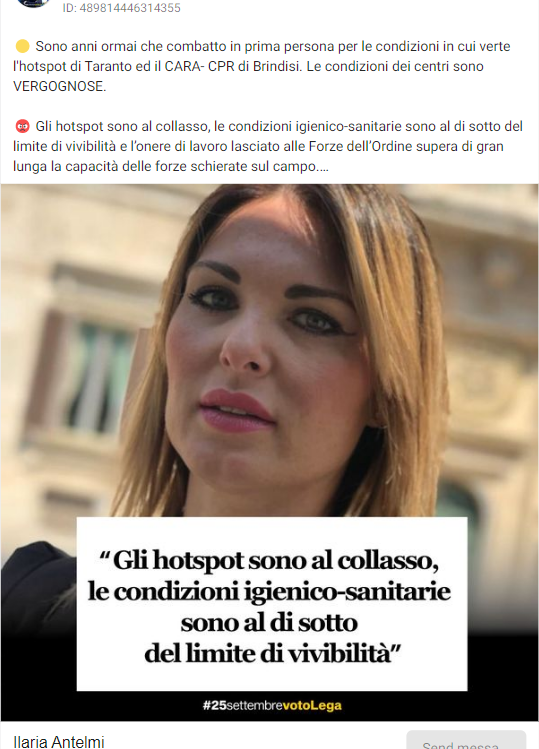 ID: 489814446314355
Sono anni ormai che combatto in prima persona per le condizioni in cui verte
l'hotspot di Taranto ed il CARA- CPR di Brindisi. Le condizioni dei centri sono
VERGOGNOSE.
Gli hotspot sono al collasso, le condizioni igienico-sanitarie sono al di sotto del
limite di vivibilità e l'onere di lavoro lasciato alle Forze dell'Ordine supera di gran
lunga la capacità delle forze schierate sul campo....
“Gli hotspot sono al collasso,
le condizioni igienico-sanitarie
sono al di sotto
del limite di vivibilità”
#25settembrevotoLega
Ilaria Antelmi
Send messa...